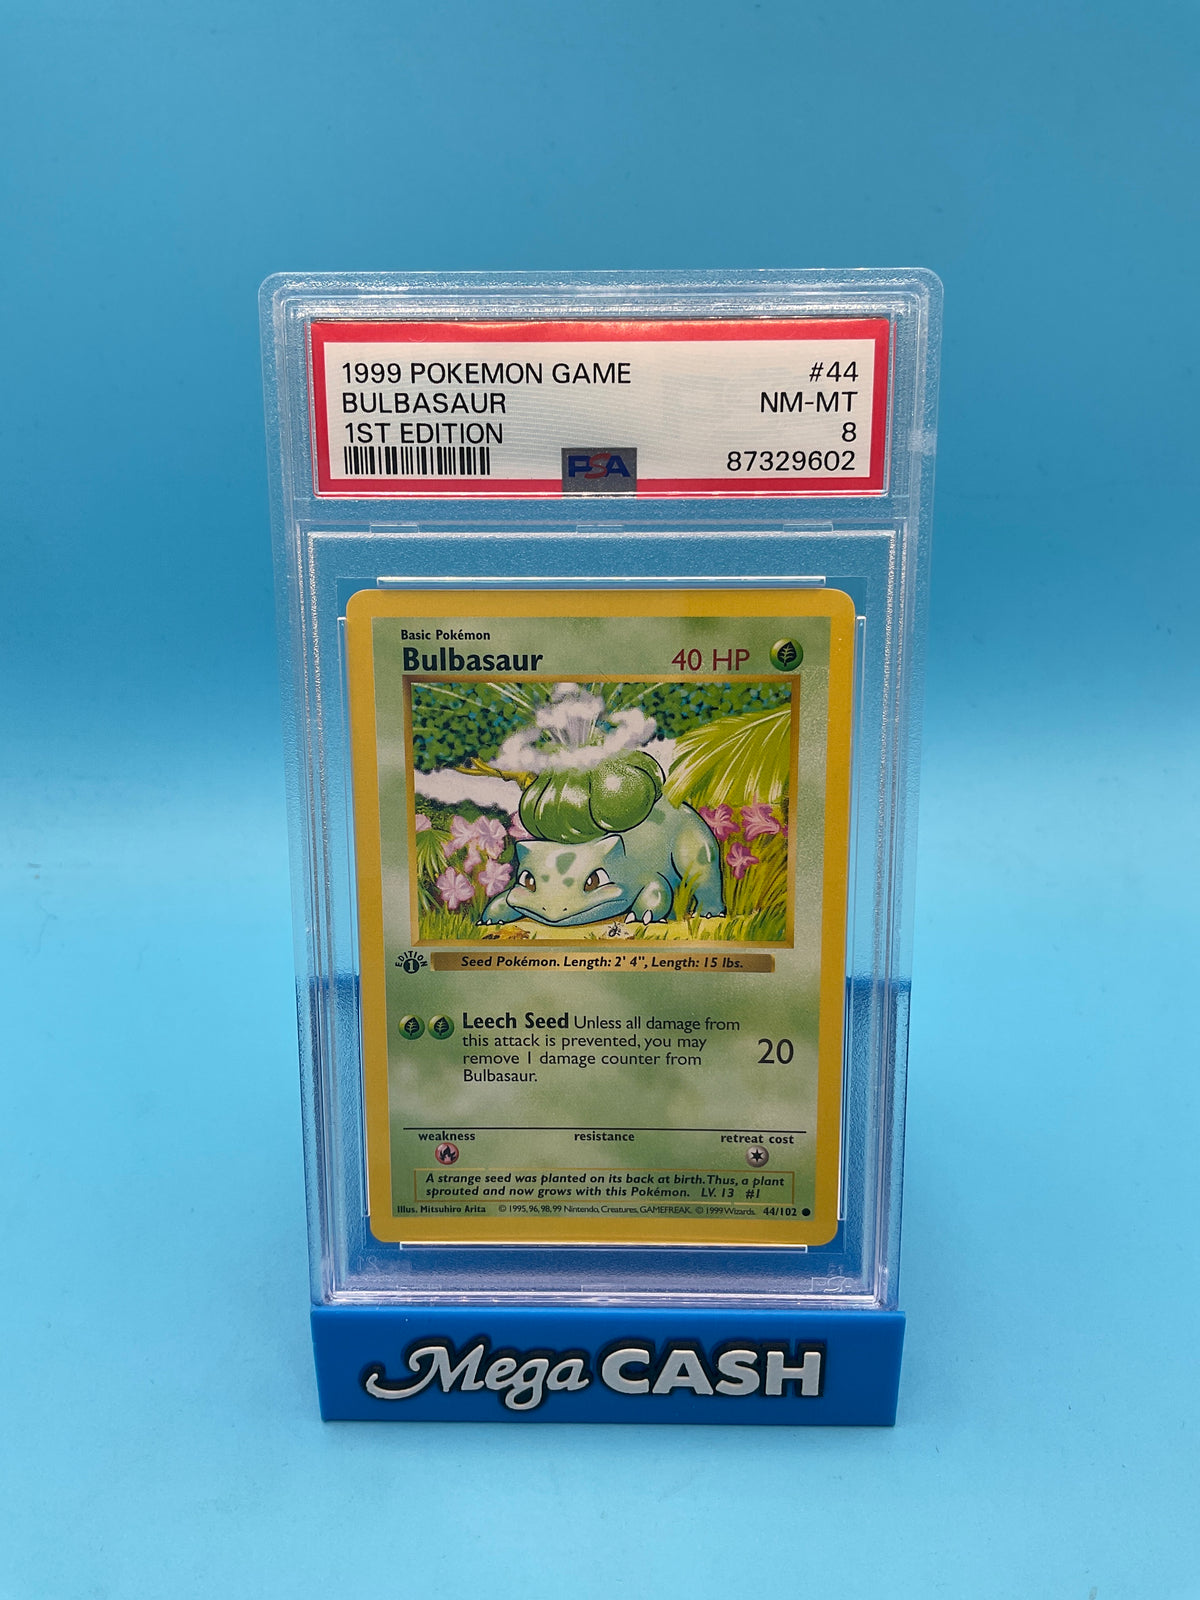 1999 POKEMON GAME #44
BULBASAUR NM-MT
1ST EDITION 8
PSA 87329602
Basic Pokémon
Bulbasaur 40 HP
EDITION 1
Seed Pokémon. Length: 2' 4", Length: 15 lbs.
Leech Seed Unless all damage from
this attack is prevented, you may
remove 1 damage counter from
Bulbasaur.
20
weakness resistance retreat cost
A strange seed was planted on its back at birth. Thus, a plant
sprouted and now grows with this Pokémon. LV. 13 #1
Illus. Mitsuhiro Arita © 1995, 96, 98, 99 Nintendo, Creatures, GAMEFREAK. © 1999 Wizards. 44/102
Mega CASH